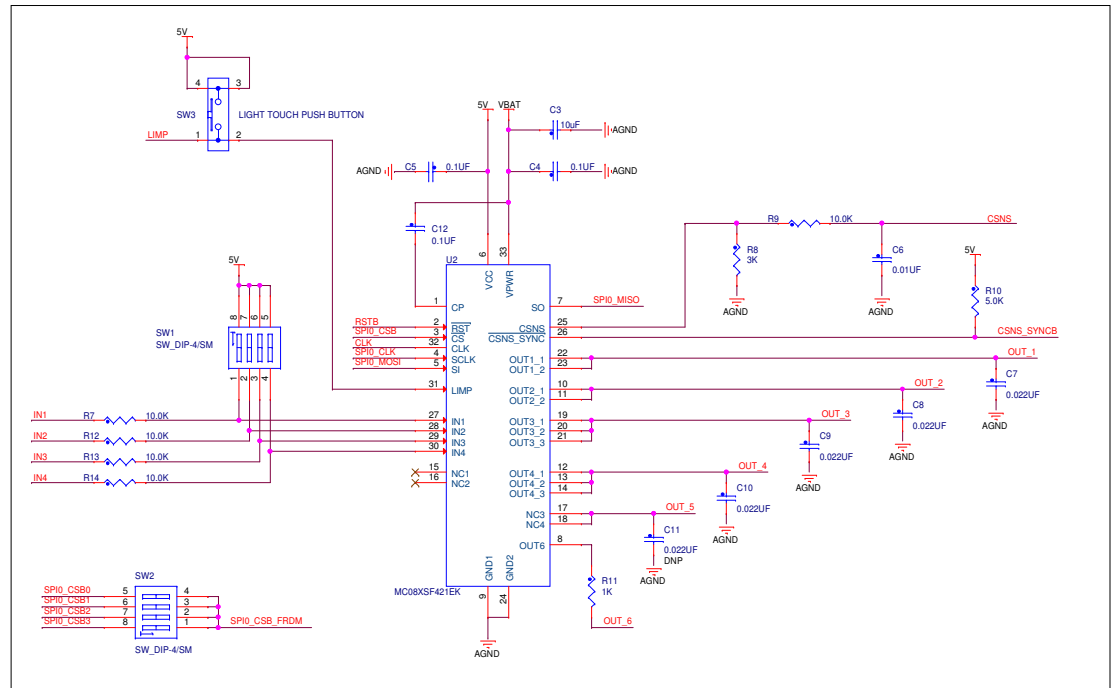 5V
4 3
SW3 LIGHT TOUCH PUSH BUTTON
LIMP 1 2
5V VBAT
C3
10uF
AGND
AGND C5 0.1UF
C4 0.1UF AGND
C12
0.1UF
R9 10.0K CSNS
R8
3K
AGND
C6
0.01UF
AGND
5V
R10
5.0K
CSNS_SYNCB
U2
6 VCC
33 VPWR
1 CP
RSTB 2 RST
SPI0_CSB 3 CS
CLK 32 CLK
SPI0_CLK 4 SCLK
SPI0_MOSI 5 SI
31 LIMP
27 IN1
28 IN2
29 IN3
30 IN4
15 NC1
16 NC2
SO 7 SPI0_MISO
CSNS 25
CSNS_SYNC 26
OUT1_1 22
OUT1_2 23
OUT2_1 10
OUT2_2 11
OUT3_1 19
OUT3_2 20
OUT3_3 21
OUT4_1 12
OUT4_2 13
OUT4_3 14
NC3 17
NC4 18
OUT6 8
GND1 9
GND2 24
MC08XSF421EK
AGND
OUT_1
C7
0.022UF
AGND
OUT_2
C8
0.022UF
AGND
OUT_3
C9
0.022UF
AGND
OUT_4
C10
0.022UF
AGND
OUT_5
C11
0.022UF
DNP
AGND
R11
1K
OUT_6
5V
8 7 6 5
SW1
SW_DIP-4/SM
1 2 3 4
IN1 R7 10.0K
IN2 R12 10.0K
IN3 R13 10.0K
IN4 R14 10.0K
SW2
SPI0_CSB0 5 4
SPI0_CSB1 6 3
SPI0_CSB2 7 2
SPI0_CSB3 8 1 SPI0_CSB_FRDM
SW_DIP-4/SM